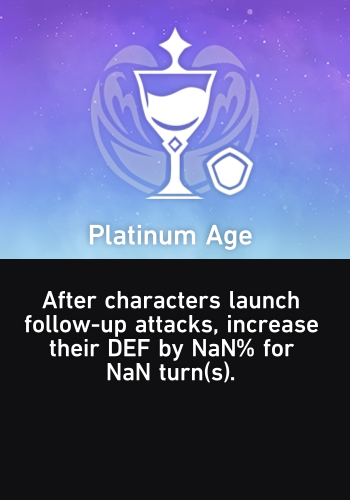 Platinum Age
After characters launch
follow-up attacks, increase
their DEF by NaN% for
NaN turn(s).